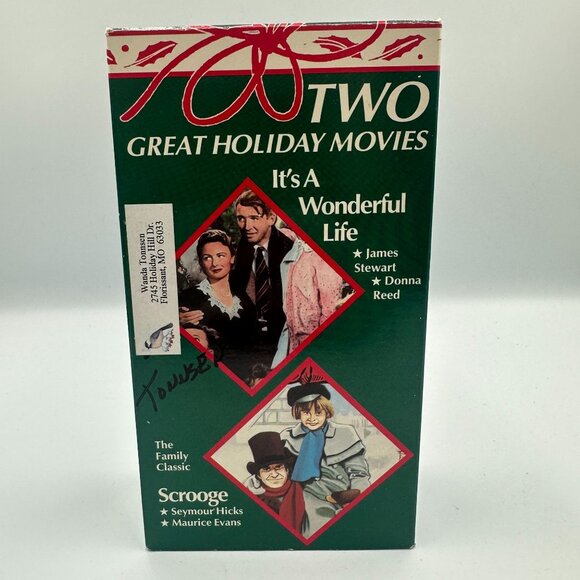 TWO
GREAT HOLIDAY MOVIES
It's A
Wonderful
Life
★ James
Stewart
★ Donna
Reed
Wanda Tonnsen
2745 Holiday Hill Dr.
Florissant, MO 63033
The
Family
Classic
Scrooge
★ Seymour Hicks
★ Maurice Evans